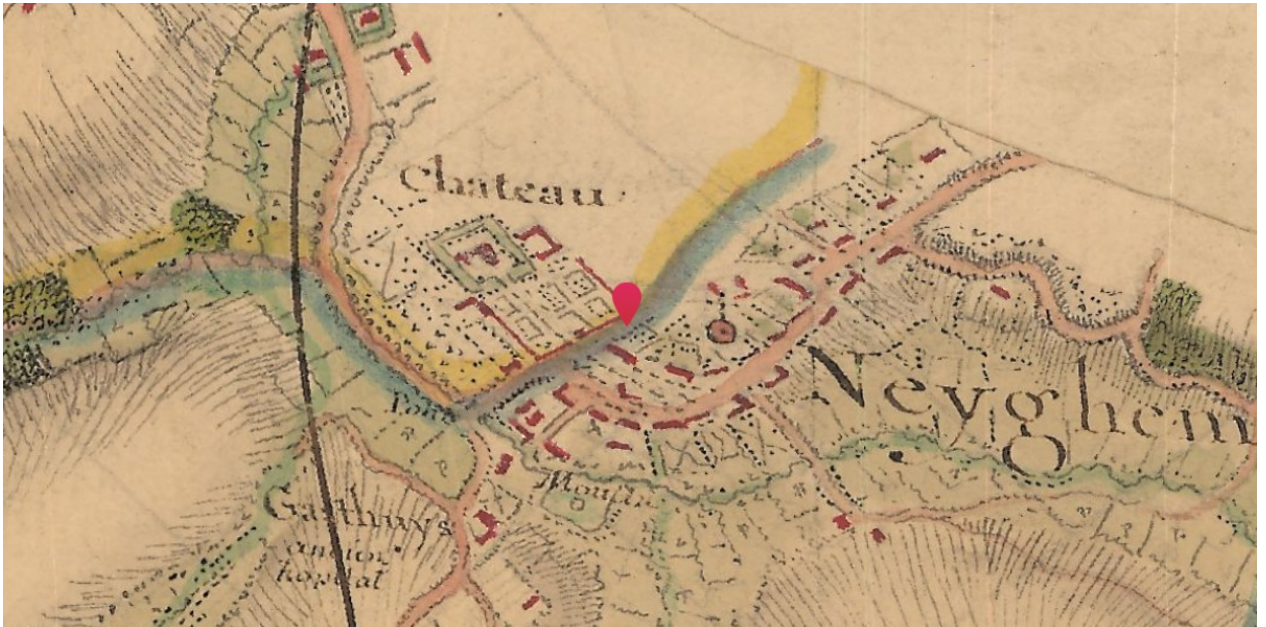 Chateau
Neyghem
Pont
Moulin
Gasthuys
ancien
hopital